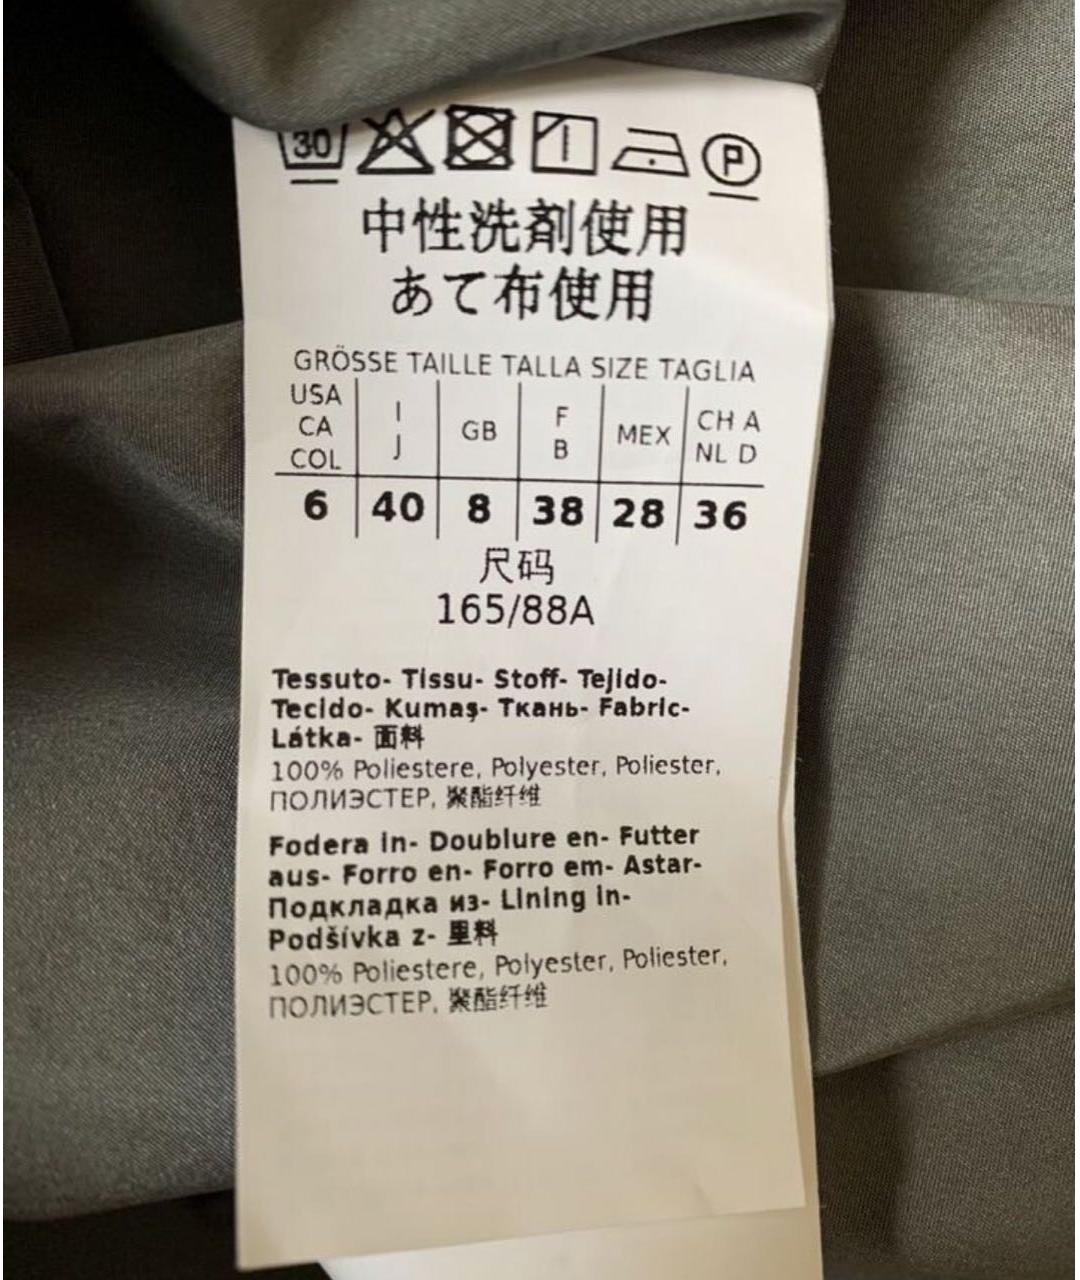 30
P
中性洗剤使用
あて布使用
GRÖSSE TAILLE TALLA SIZE TAGLIA
USA CA COL I J GB F B MEX CH A NL D
6 40 8 38 28 36
尺码
165/88A
Tessuto- Tissu- Stoff- Tejido-
Tecido- Kumaş- Ткань- Fabric-
Látka- 面料
100% Poliestere, Polyester, Poliester,
ПОЛИЭСТЕР, 聚酯纤维
Fodera in- Doublure en- Futter
aus- Forro en- Forro em- Astar-
Подкладка из- Lining in-
Podšívka z- 里料
100% Poliestere, Polyester, Poliester,
ПОЛИЭСТЕР, 聚酯纤维